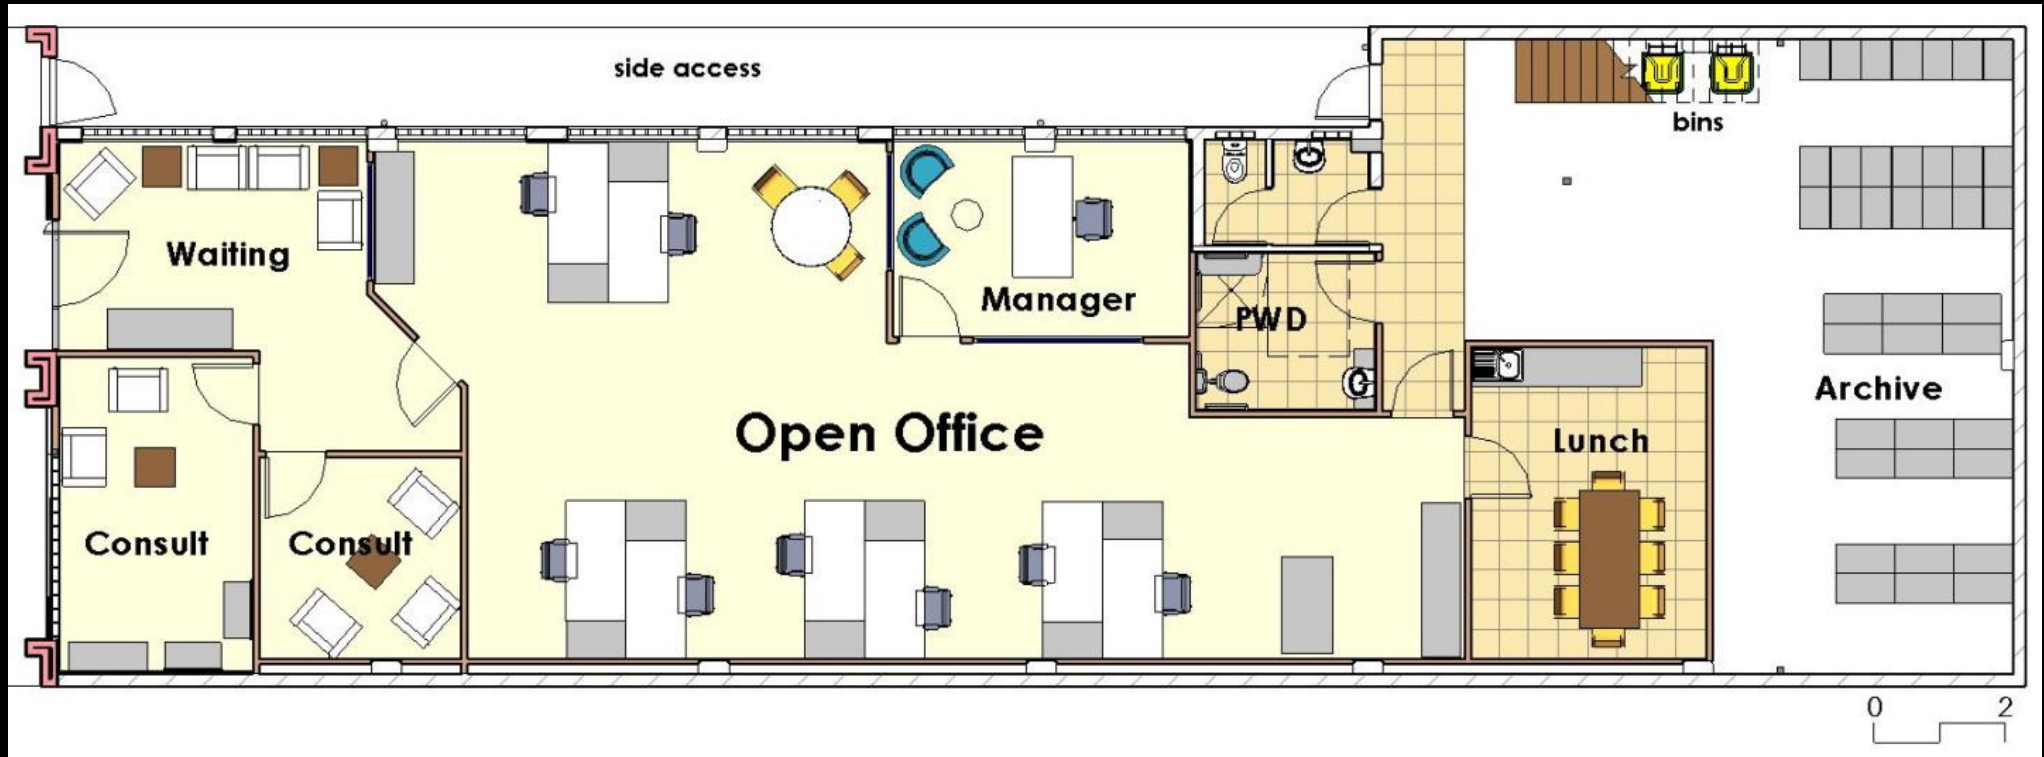 side access
bins
Waiting
Manager
PWD
Archive
Open Office
Lunch
Consult
Consult
0 2